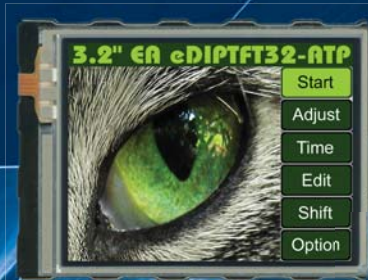 3.2" EA eDIPTFT32-ATP
Start
Adjust
Time
Edit
Shift
Option